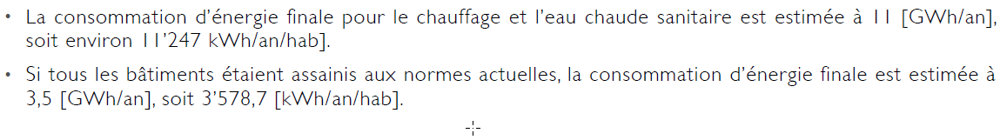 • La consommation d’énergie finale pour le chauffage et l’eau chaude sanitaire est estimée à 11 [GWh/an],
soit environ 11’247 kWh/an/hab].
• Si tous les bâtiments étaient assainis aux normes actuelles, la consommation d’énergie finale est estimée à
3,5 [GWh/an], soit 3’578,7 [kWh/an/hab].